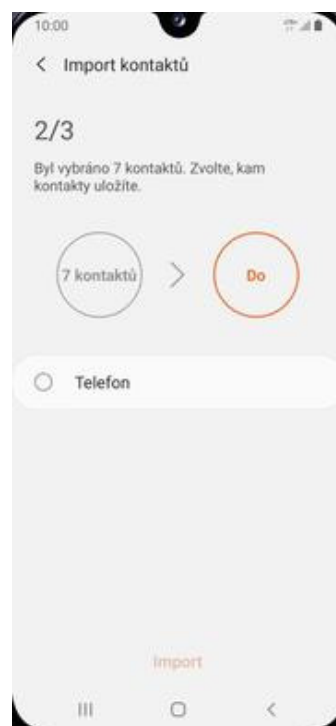 10:00
Import kontaktů
2/3
Byl vybráno 7 kontaktů. Zvolte, kam
kontakty uložíte.
7 kontaktů
Do
Telefon
Import